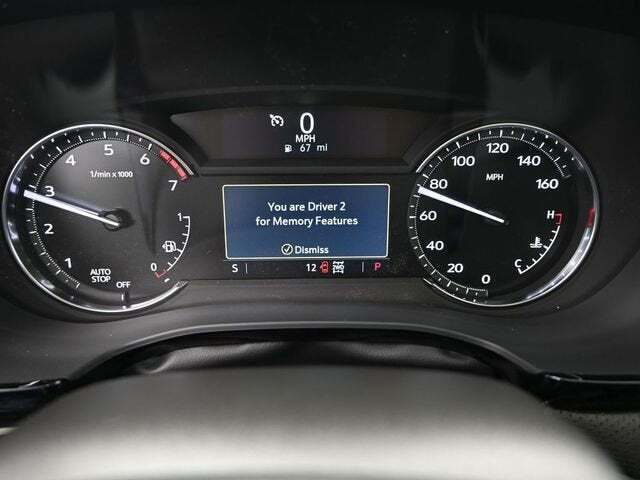 0
MPH
67 mi
1
2
3
4
5
6
7
1/min x 1000
AUTO
STOP
OFF
1
0
You are Driver 2
for Memory Features
Dismiss
S
12
P
0
20
40
60
80
100
120
140
160
MPH
H
C